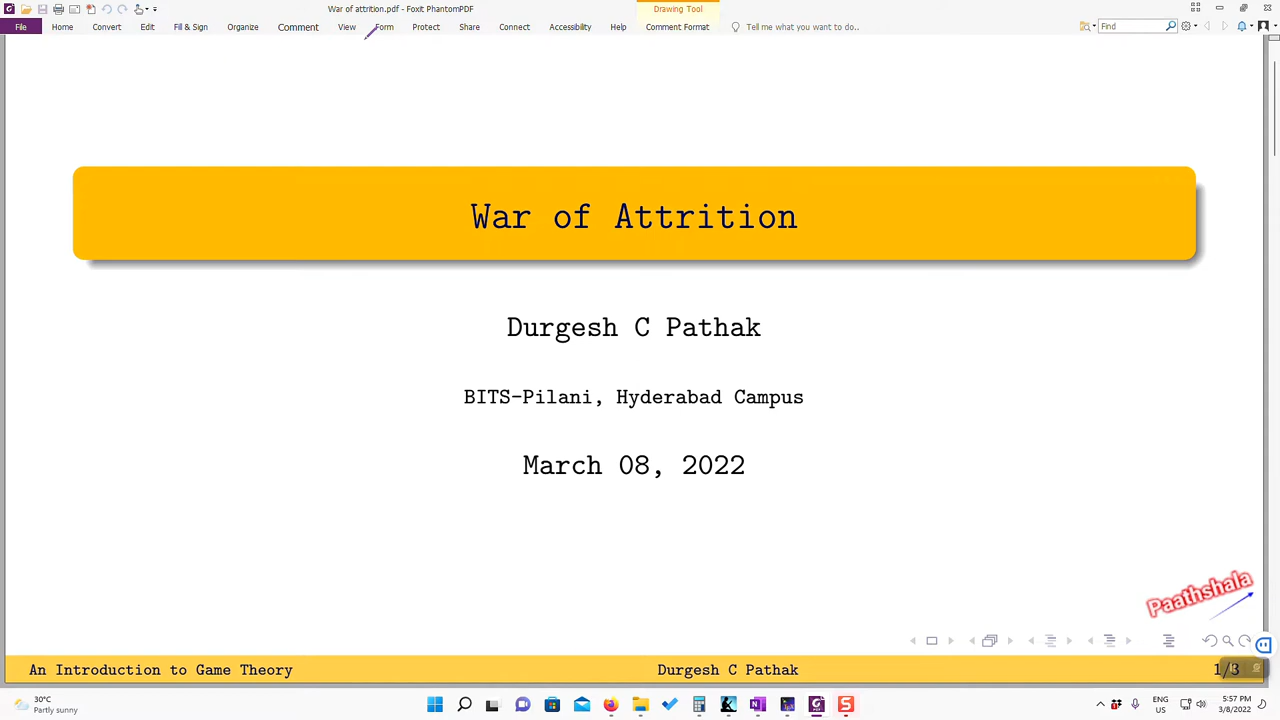 War of attrition.pdf - Foxit PhantomPDF
Drawing Tool
File Home Convert Edit Fill & Sign Organize Comment View Form Protect Share Connect Accessibility Help Comment Format Tell me what you want to do.. Find
War of Attrition
Durgesh C Pathak
BITS-Pilani, Hyderabad Campus
March 08, 2022
Paathshala
An Introduction to Game Theory Durgesh C Pathak 1/3
30°C
Partly sunny
ENG
US
5:57 PM
3/8/2022